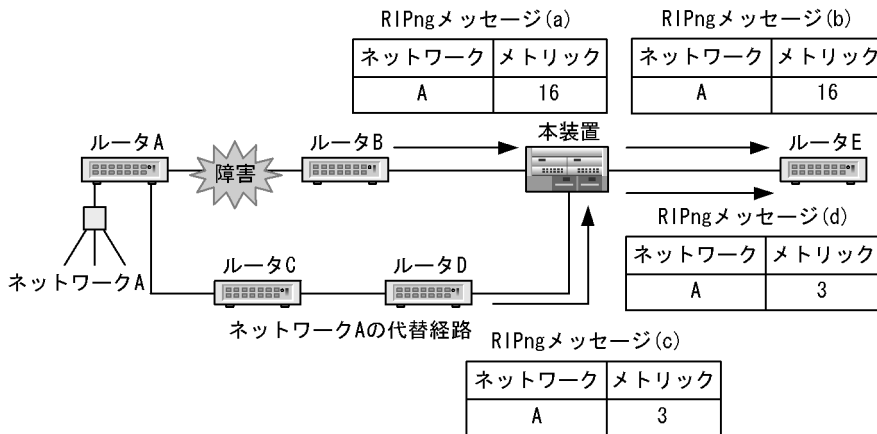 RIPngメッセージ(a)
ネットワーク メトリック
A 16
RIPngメッセージ(b)
ネットワーク メトリック
A 16
ルータA
障害
ルータB
本装置
ルータE
ネットワークA
ルータC
ルータD
ネットワークAの代替経路
RIPngメッセージ(d)
ネットワーク メトリック
A 3
RIPngメッセージ(c)
ネットワーク メトリック
A 3